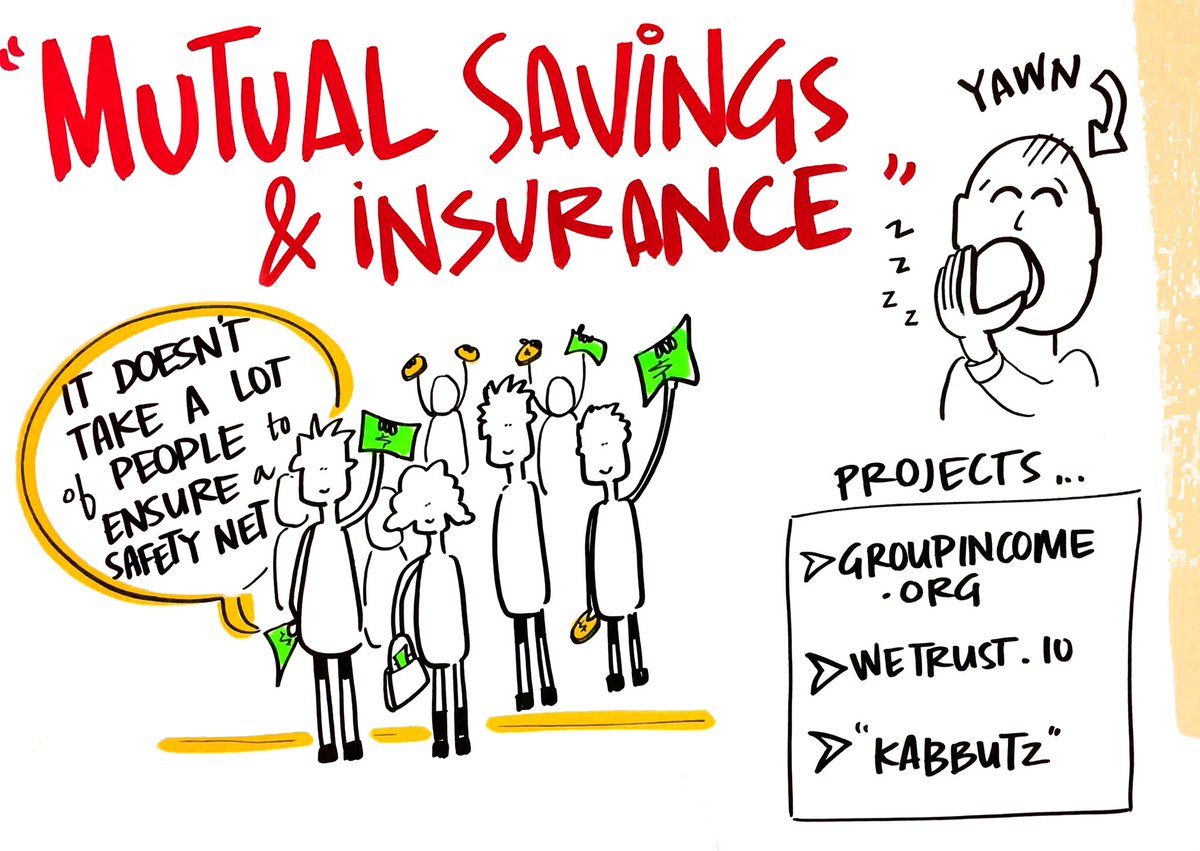 "MUTUAL SAVINGS
& INSURANCE"
YAWN
z
z
z
z
IT DOESN'T
TAKE A LOT
of PEOPLE to
ENSURE a
SAFETY NET
PROJECTS...
GROUPINCOME
.ORG
WETRUST.IO
"KABBUTZ"